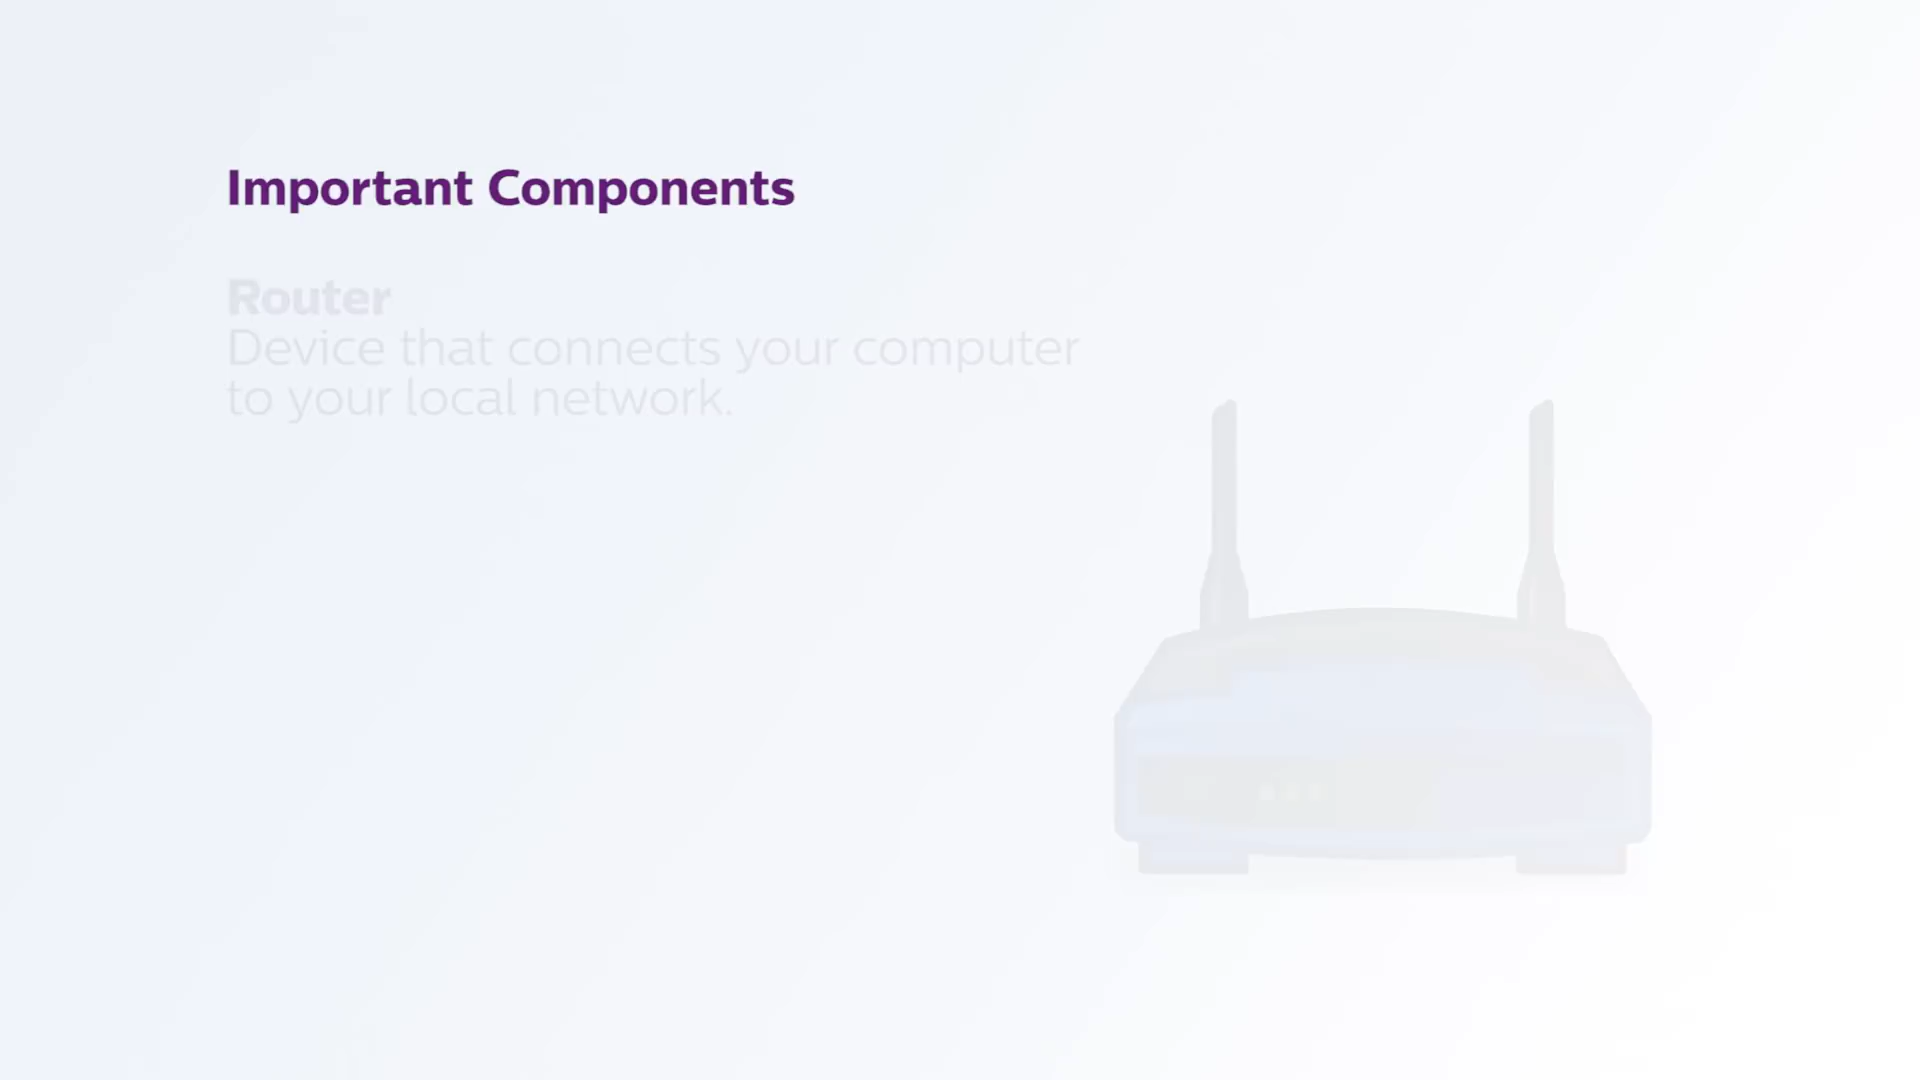 Important Components
Router
Device that connects your computer
to your local network.